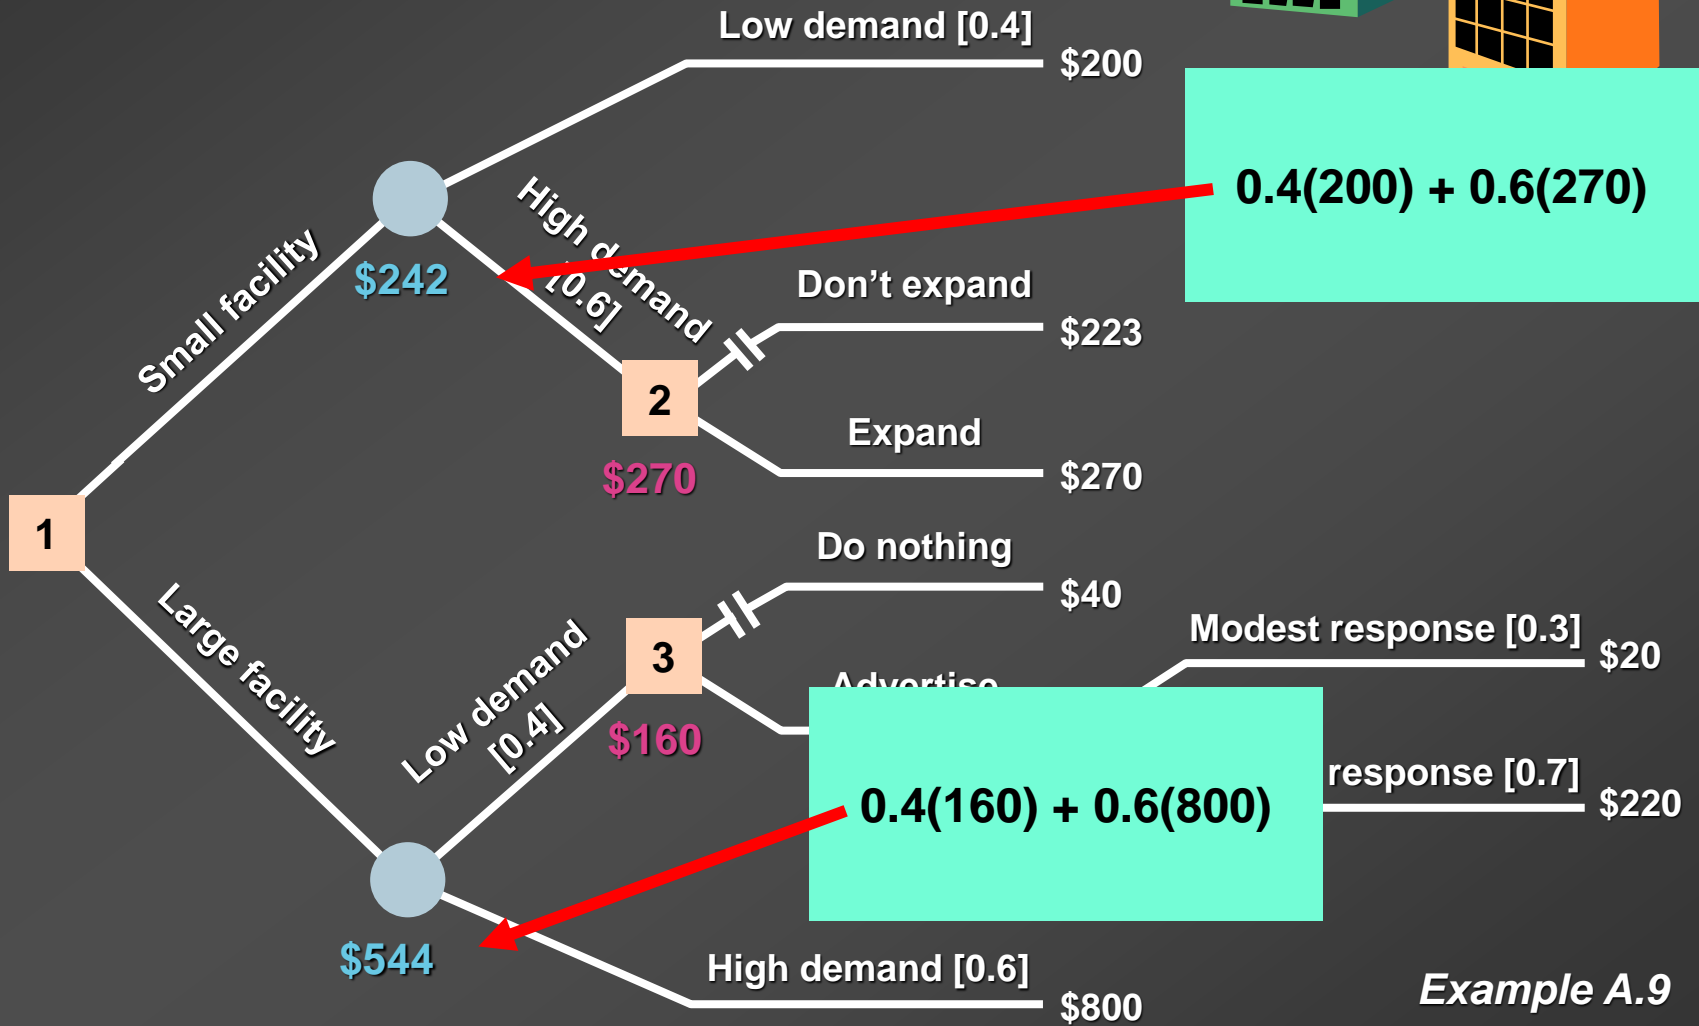 Low demand [0.4]
$200
0.4(200) + 0.6(270)
High demand
[0.6]
Small facility
$242
Don’t expand
$223
2
Expand
$270
$270
1
Do nothing
$40
Large facility
Low demand
[0.4]
3
Modest response [0.3]
$20
Advertise
$160
0.4(160) + 0.6(800)
response [0.7]
$220
$544
High demand [0.6]
$800
Example A.9